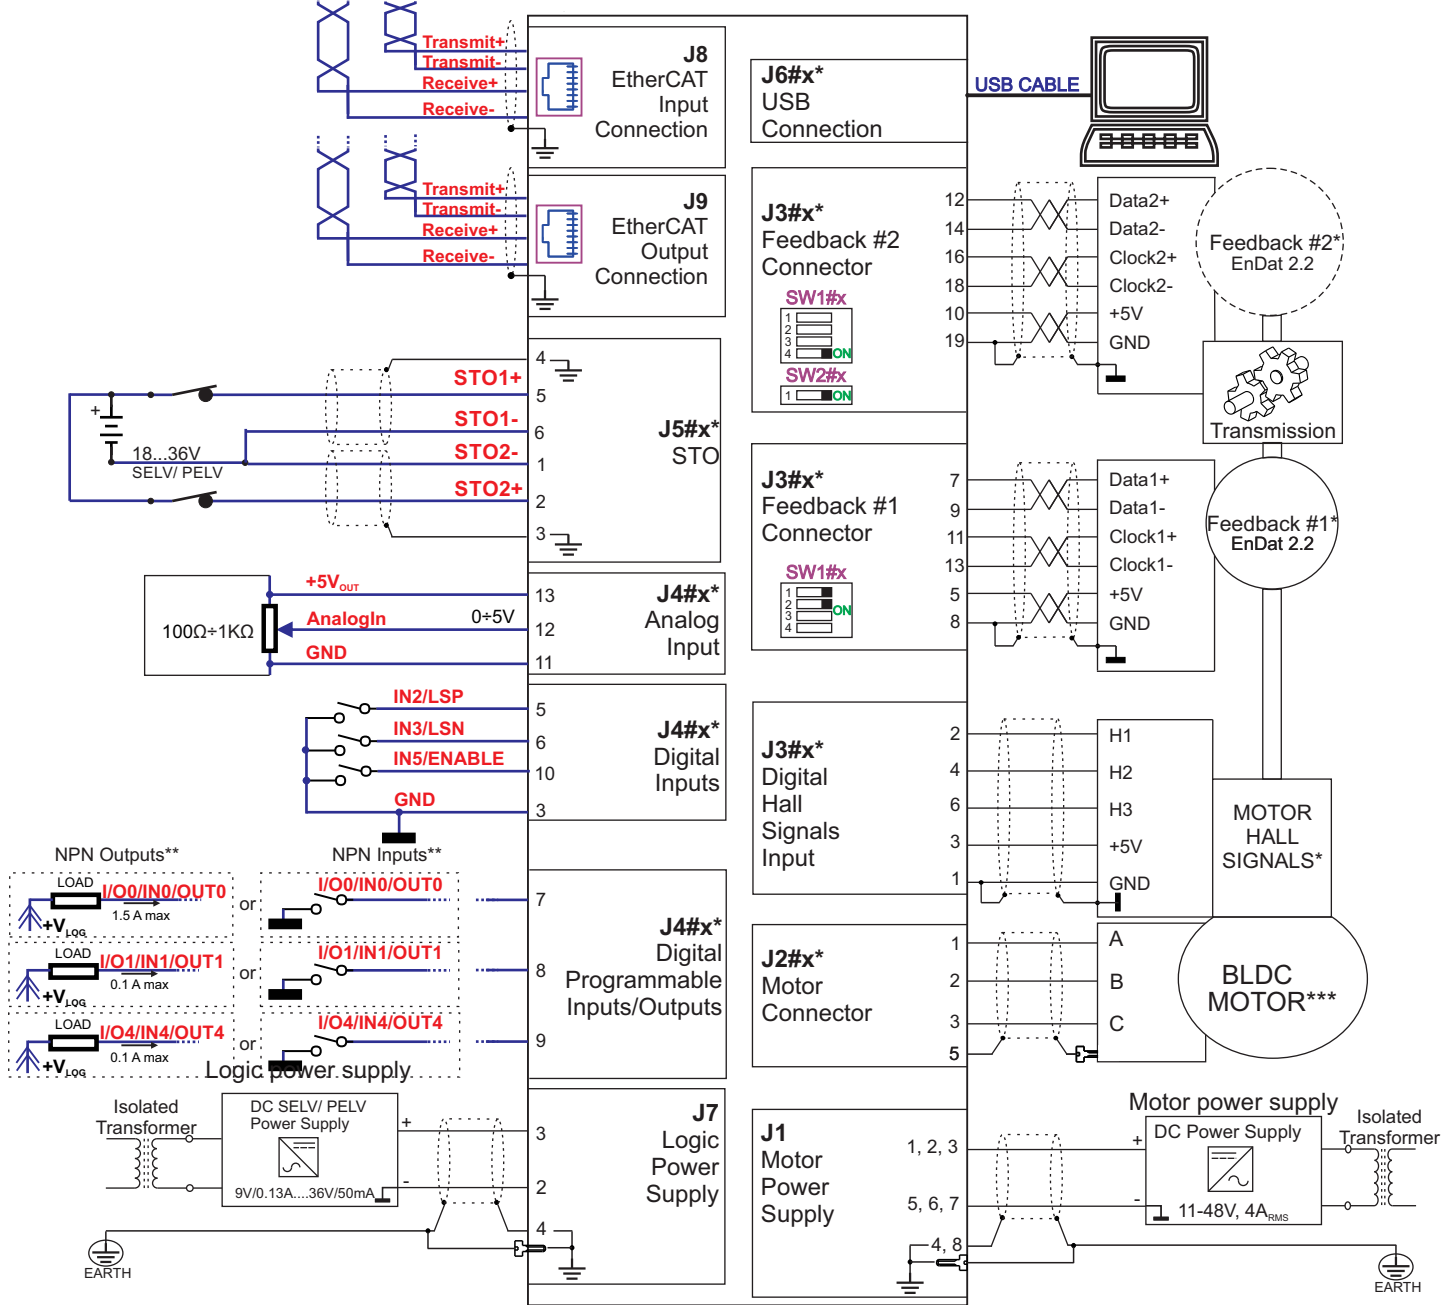 Transmit+
Transmit-
Receive+
Receive-
J8
EtherCAT
Input
Connection
Transmit+
Transmit-
Receive+
Receive-
J9
EtherCAT
Output
Connection
STO1+
STO1-
STO2-
STO2+
+
18...36V
SELV/ PELV
4
5
6
1
2
3
J5#x*
STO
100Ω÷1KΩ
+5VOUT
AnalogIn
0÷5V
GND
13
12
11
J4#x*
Analog
Input
IN2/LSP
IN3/LSN
IN5/ENABLE
GND
5
6
10
3
J4#x*
Digital
Inputs
NPN Outputs**
NPN Inputs**
LOAD
I/O0/IN0/OUT0
1.5 A max
+VLOG
or
I/O0/IN0/OUT0
7
LOAD
I/O1/IN1/OUT1
0.1 A max
+VLOG
or
I/O1/IN1/OUT1
8
LOAD
I/O4/IN4/OUT4
0.1 A max
+VLOG
or
I/O4/IN4/OUT4
9
J4#x*
Digital
Programmable
Inputs/Outputs
Logic power supply
Isolated
Transformer
DC SELV/ PELV
Power Supply
9V/0.13A....36V/50mA
+
-
3
2
4
EARTH
J7
Logic
Power
Supply
J6#x*
USB
Connection
USB CABLE
J3#x*
Feedback #2
Connector
SW1#x
1
2
3
4
ON
SW2#x
1
ON
12
14
16
18
10
19
Data2+
Data2-
Clock2+
Clock2-
+5V
GND
Feedback #2*
EnDat 2.2
Transmission
J3#x*
Feedback #1
Connector
SW1#x
1
2
3
4
ON
7
9
11
13
5
8
Data1+
Data1-
Clock1+
Clock1-
+5V
GND
Feedback #1*
EnDat 2.2
J3#x*
Digital
Hall
Signals
Input
2
4
6
3
1
H1
H2
H3
+5V
GND
MOTOR
HALL
SIGNALS*
J2#x*
Motor
Connector
1
2
3
5
A
B
C
BLDC
MOTOR***
J1
Motor
Power
Supply
1, 2, 3
5, 6, 7
4, 8
Motor power supply
+
-
DC Power Supply
11-48V, 4ARMS
Isolated
Transformer
EARTH